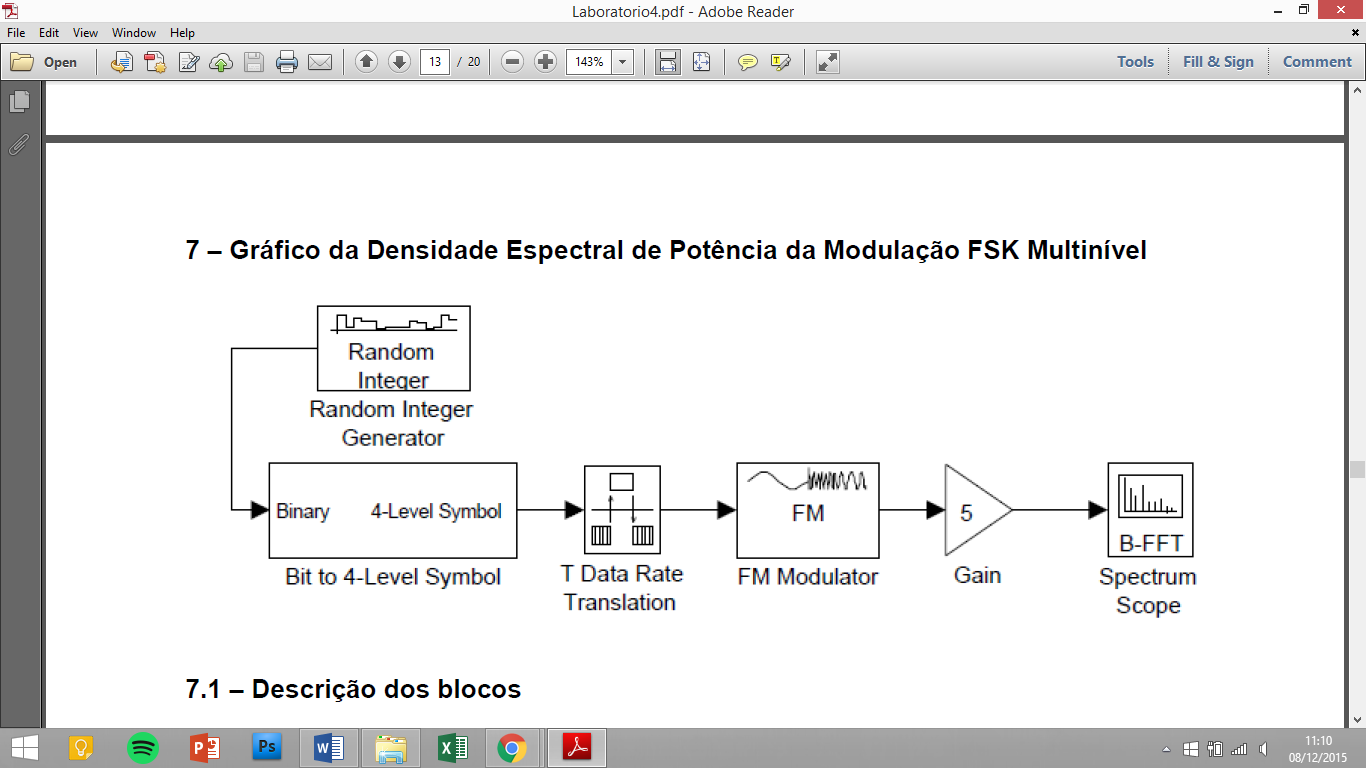 Laboratorio4.pdf - Adobe Reader
File Edit View Window Help
Open 13 / 20 143% Tools Fill & Sign Comment
7 – Gráfico da Densidade Espectral de Potência da Modulação FSK Multinível
Random
Integer
Random Integer
Generator
Binary 4-Level Symbol
Bit to 4-Level Symbol
T Data Rate
Translation
FM
FM Modulator
5
Gain
B-FFT
Spectrum
Scope
7.1 – Descrição dos blocos
11:10
08/12/2015